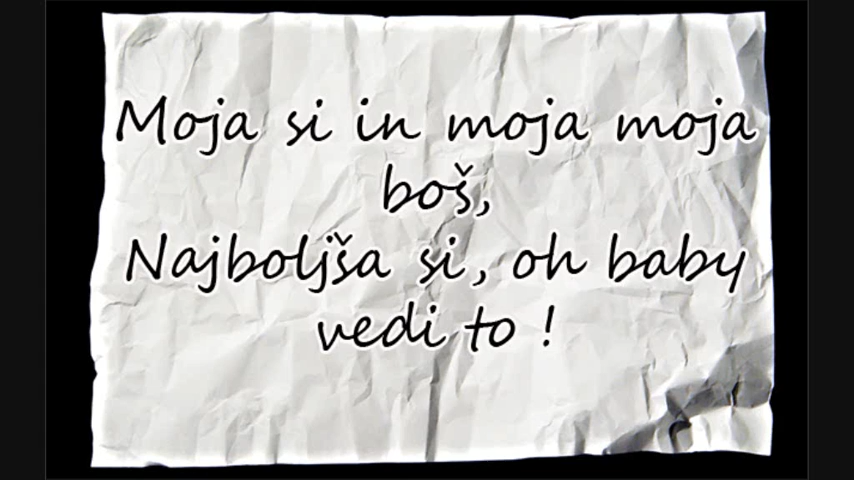 Moja si in moja moja
boš,
Najboljša si, oh baby
vedi to !